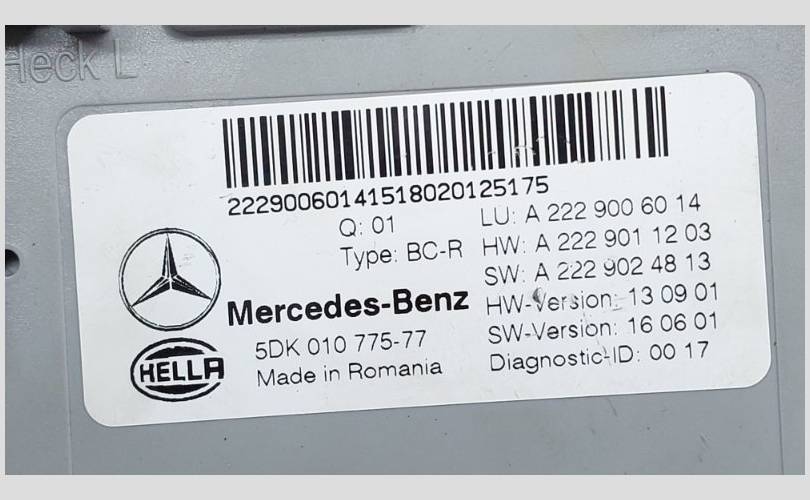 Heck L
22290060141518020125175
Q: 01
Type: BC-R
LU: A 222 900 60 14
HW: A 222 901 12 03
SW: A 222 902 48 13
HW-Version: 13 09 01
SW-Version: 16 06 01
Diagnostic-ID: 00 17
Mercedes-Benz
5DK 010 775-77
HELLA
Made in Romania